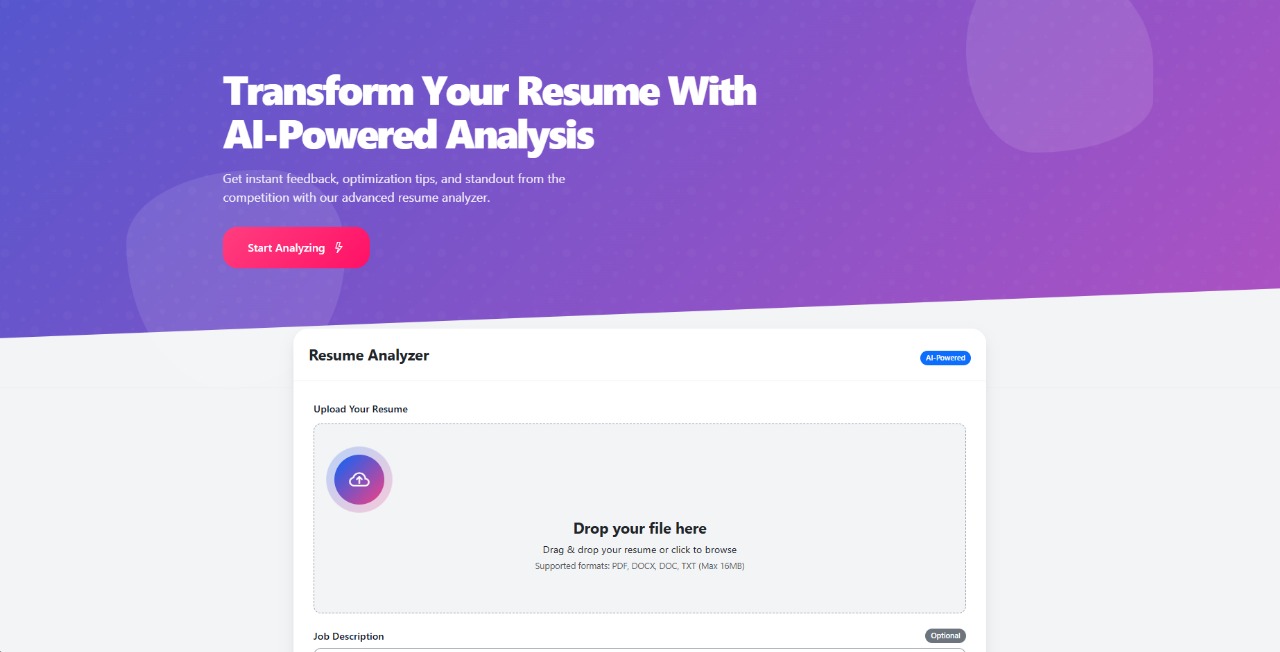 Transform Your Resume With
AI-Powered Analysis
Get instant feedback, optimization tips, and standout from the
competition with our advanced resume analyzer.
Start Analyzing
Resume Analyzer
AI-Powered
Upload Your Resume
Drop your file here
Drag & drop your resume or click to browse
Supported formats: PDF, DOCX, DOC, TXT (Max 16MB)
Job Description
Optional